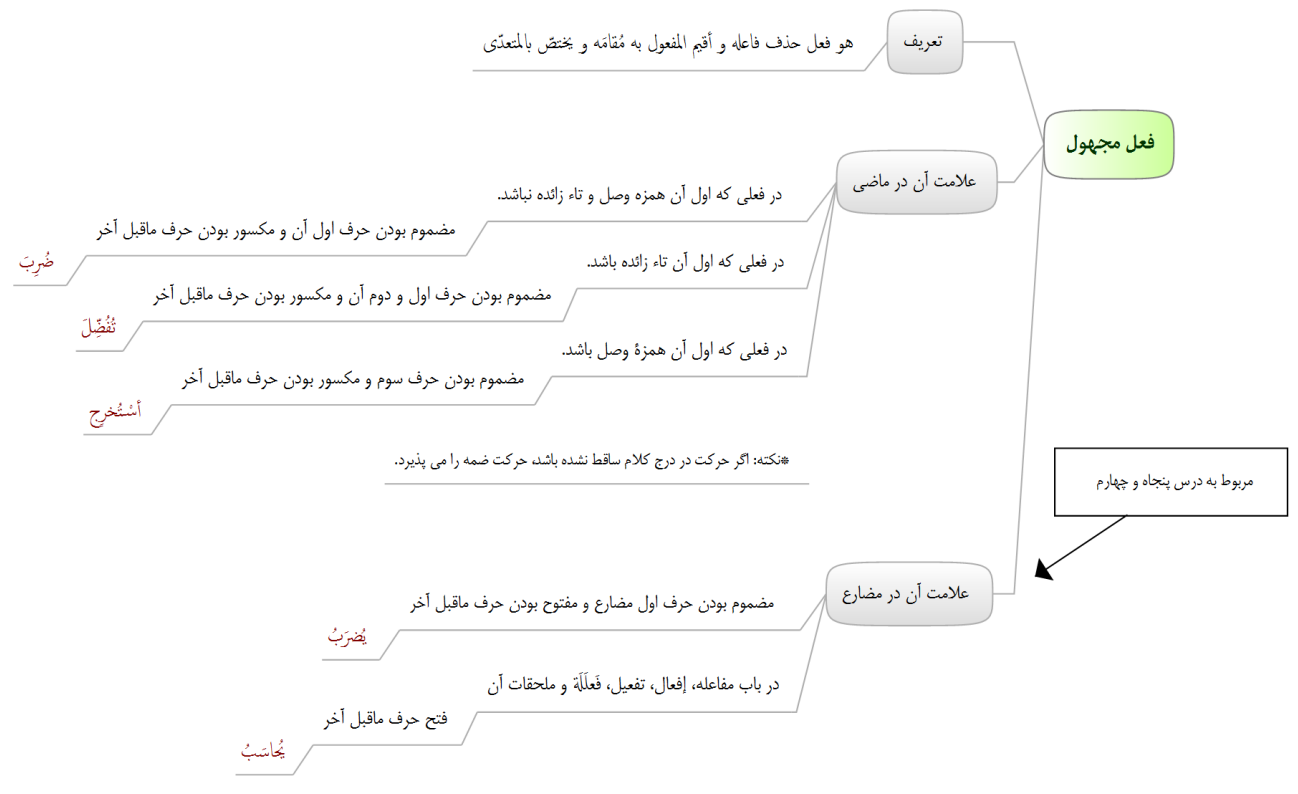 فعل مجهول
تعریف
هو فعل حذف فاعله و أقیم المفعول به مُقامَه و یختصّ بالمتعدّی
علامت آن در ماضی
در فعلی که اول آن همزه وصل و تاء زائده نباشد.
مضموم بودن حرف اول آن و مکسور بودن حرف ماقبل آخر
ضُرِبَ
در فعلی که اول آن تاء زائده باشد.
مضموم بودن حرف اول و دوم آن و مکسور بودن حرف ماقبل آخر
تُفُضِّلَ
در فعلی که اول آن همزهٔ وصل باشد.
مضموم بودن حرف سوم و مکسور بودن حرف ماقبل آخر
أسْتُخرِج
*نکته: اگر حرکت در درج کلام ساقط نشده باشد، حرکت ضمه را می پذیرد.
مربوط به درس پنجاه و چهارم
علامت آن در مضارع
مضموم بودن حرف اول مضارع و مفتوح بودن حرف ماقبل آخر
یُضرَبُ
در باب مفاعله، إفعال، تفعیل، فَعلَلَة و ملحقات آن
فتح حرف ماقبل آخر
یُحاسَبُ